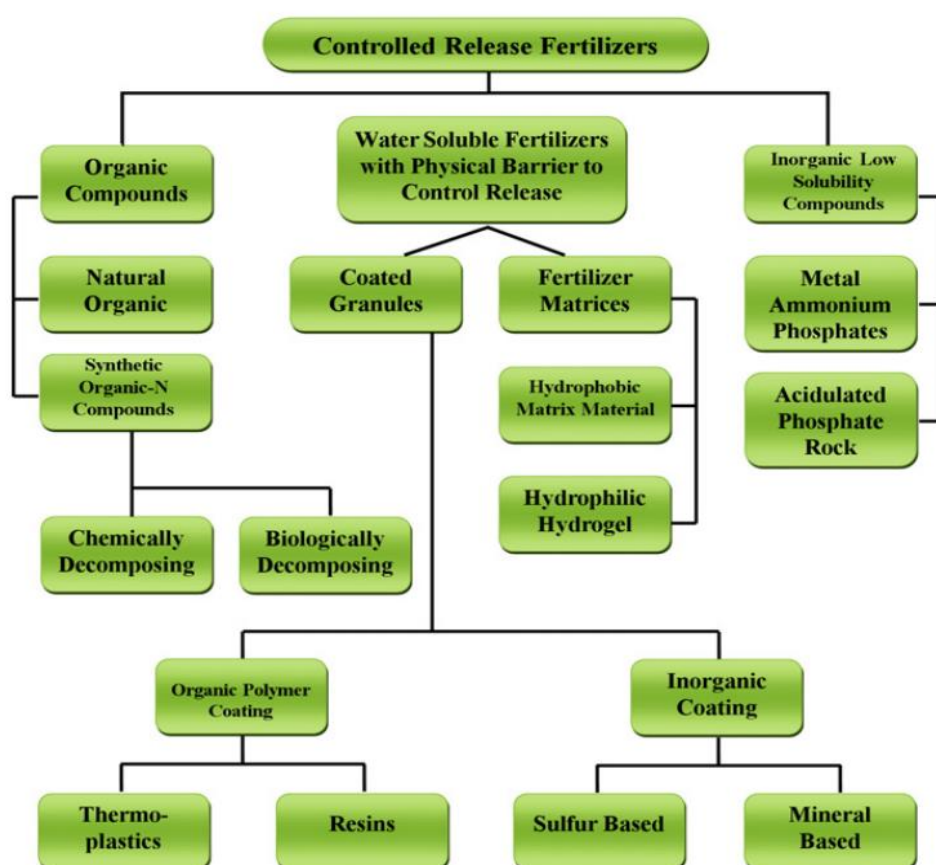 Controlled Release Fertilizers
Organic
Compounds
Water Soluble Fertilizers
with Physical Barrier to
Control Release
Inorganic Low
Solubility
Compounds
Natural
Organic
Coated
Granules
Fertilizer
Matrices
Metal
Ammonium
Phosphates
Synthetic
Organic-N
Compounds
Hydrophobic
Matrix Material
Acidulated
Phosphate
Rock
Chemically
Decomposing
Biologically
Decomposing
Hydrophilic
Hydrogel
Organic Polymer
Coating
Inorganic
Coating
Thermo-
plastics
Resins
Sulfur Based
Mineral
Based